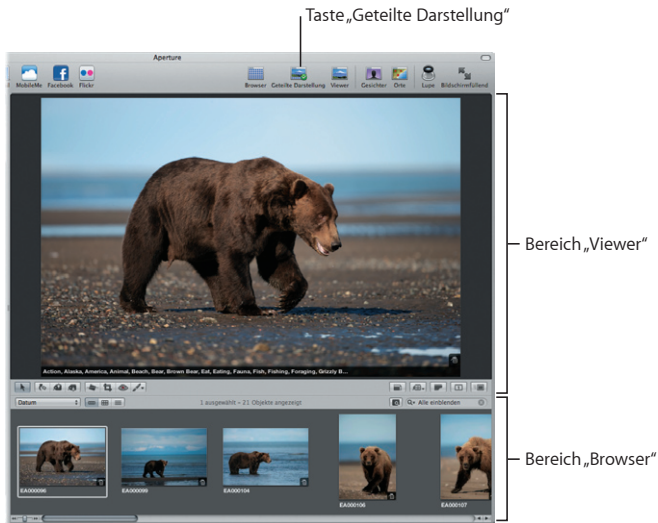 Taste „Geteilte Darstellung“
Aperture
MobileMe Facebook Flickr
Browser Geteilte Darstellung Viewer Gesichter Orte Lupe Bildschirmfüllend
Bereich „Viewer“
Action, Alaska, America, Animal, Beach, Bear, Brown Bear, Eat, Eating, Fauna, Fish, Fishing, Foraging, Grizzly B...
Datum 1 ausgewählt – 21 Objekte angezeigt Alle einblenden
Bereich „Browser“
EA000096 EA000099 EA000104
EA000106 EA000107